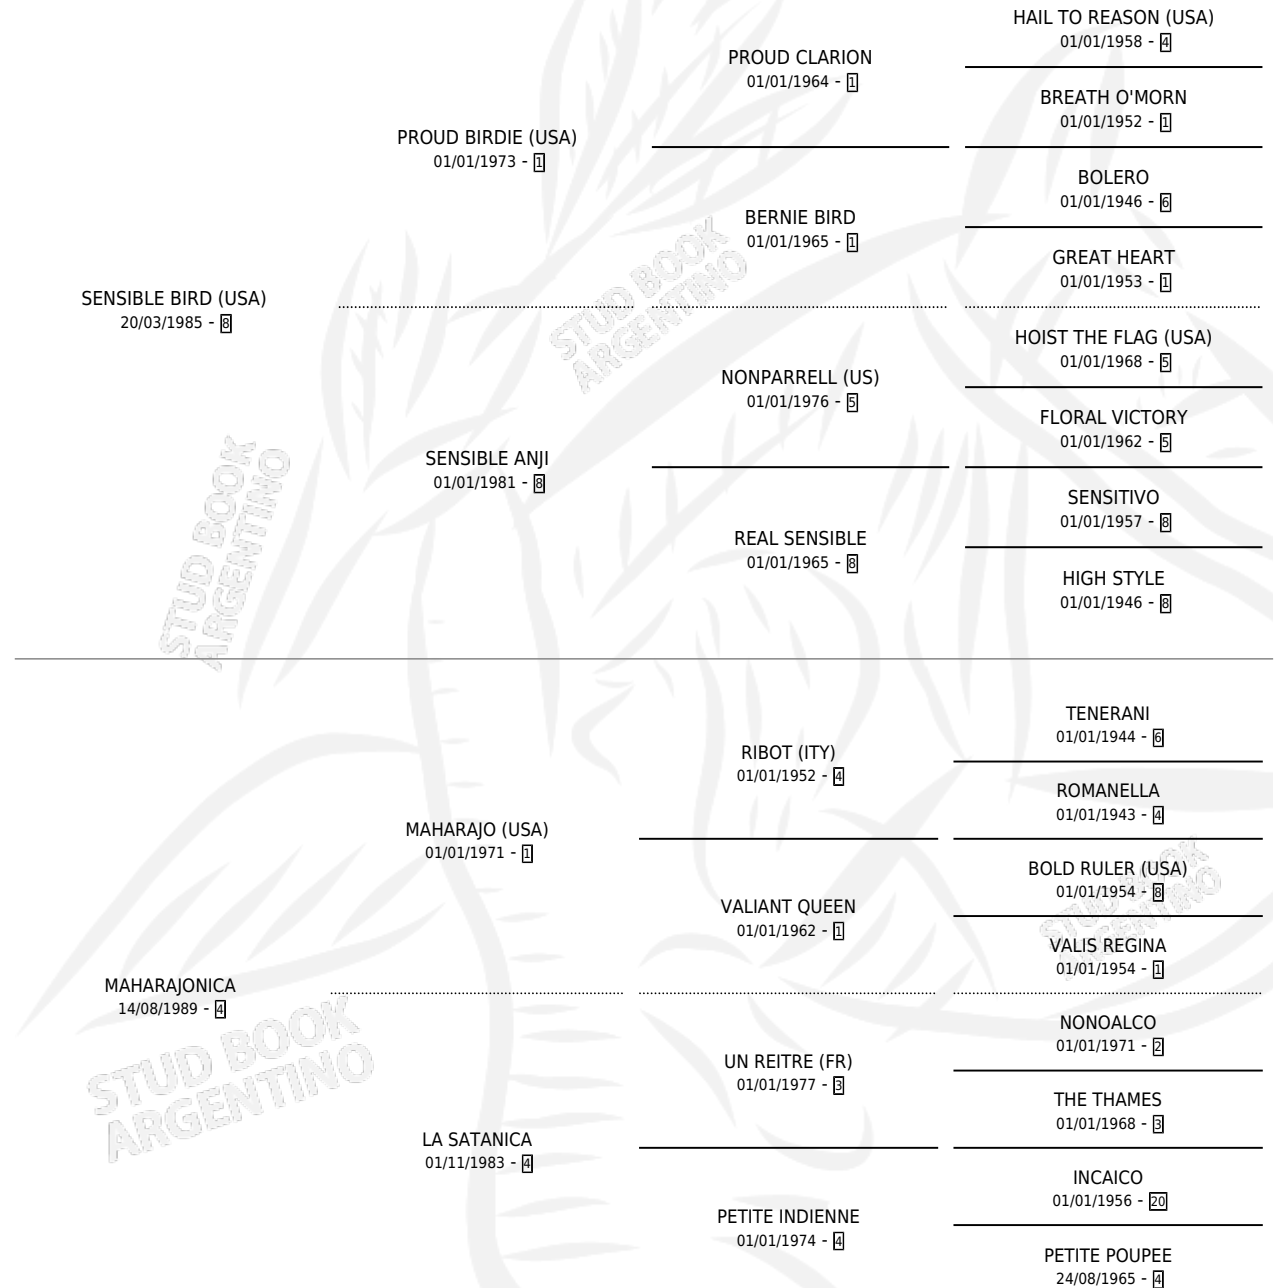 HAIL TO REASON (USA)
01/01/1958 - 4
PROUD CLARION
01/01/1964 - 1
BREATH O'MORN
01/01/1952 - 1
PROUD BIRDIE (USA)
01/01/1973 - 1
BOLERO
01/01/1946 - 6
BERNIE BIRD
01/01/1965 - 1
GREAT HEART
01/01/1953 - 1
SENSIBLE BIRD (USA)
20/03/1985 - 8
HOIST THE FLAG (USA)
01/01/1968 - 5
NONPARRELL (US)
01/01/1976 - 5
FLORAL VICTORY
01/01/1962 - 5
SENSIBLE ANJI
01/01/1981 - 8
SENSITIVO
01/01/1957 - 8
REAL SENSIBLE
01/01/1965 - 8
HIGH STYLE
01/01/1946 - 8
TENERANI
01/01/1944 - 6
RIBOT (ITY)
01/01/1952 - 4
ROMANELLA
01/01/1943 - 4
MAHARAJO (USA)
01/01/1971 - 1
BOLD RULER (USA)
01/01/1954 - 8
VALIANT QUEEN
01/01/1962 - 1
VALIS REGINA
01/01/1954 - 1
MAHARAJONICA
14/08/1989 - 4
NONOALCO
01/01/1971 - 2
UN REITRE (FR)
01/01/1977 - 3
THE THAMES
01/01/1968 - 3
LA SATANICA
01/11/1983 - 4
INCAICO
01/01/1956 - 20
PETITE INDIENNE
01/01/1974 - 4
PETITE POUPEE
24/08/1965 - 4
STUD BOOK
ARGENTINO
STUD BOOK
ARGENTINO
STUD BOOK
ARGENTINO
STUD BOOK
ARGENTINO